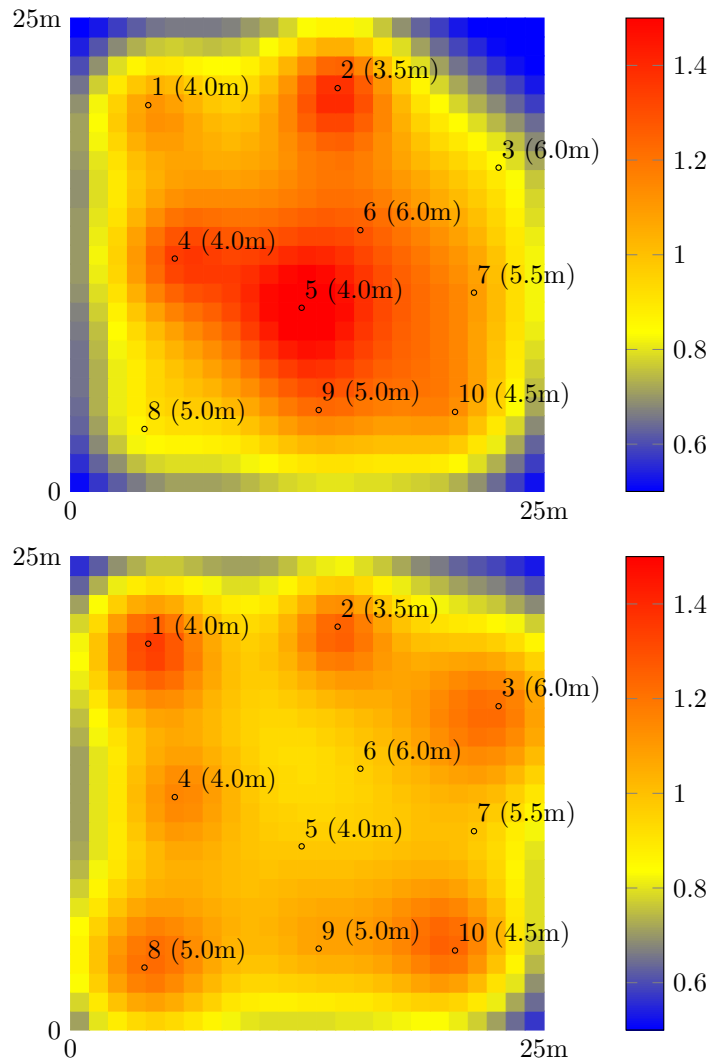 25m
1 (4.0m)
2 (3.5m)
3 (6.0m)
4 (4.0m)
6 (6.0m)
5 (4.0m)
7 (5.5m)
8 (5.0m)
9 (5.0m)
10 (4.5m)
0
0
25m
1.4
1.2
1
0.8
0.6
25m
1 (4.0m)
2 (3.5m)
3 (6.0m)
4 (4.0m)
6 (6.0m)
5 (4.0m)
7 (5.5m)
8 (5.0m)
9 (5.0m)
10 (4.5m)
0
0
25m
1.4
1.2
1
0.8
0.6